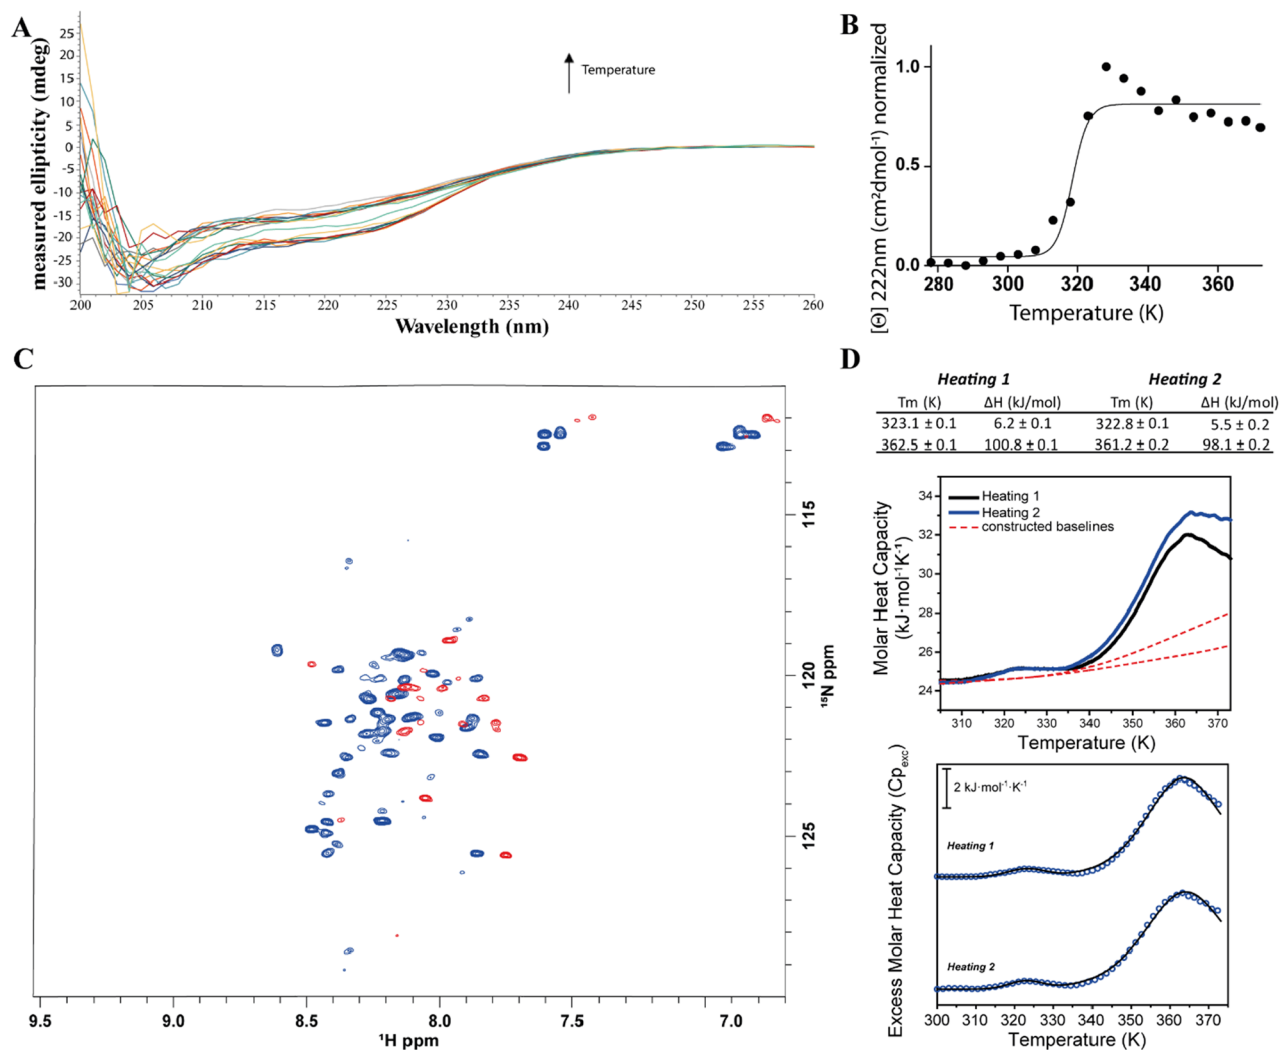 A
measured ellipticity (mdeg)
25
20
15
10
5
0
-5
-10
-15
-20
-25
-30
Temperature
200 205 210 215 220 225 230 235 240 245 250 255 260
Wavelength (nm)
B
[Θ] 222nm (cm²dmol⁻¹) normalized
1.0
0.5
0.0
280 300 320 340 360
Temperature (K)
C
115
120
125
¹⁵N ppm
9.5 9.0 8.5 8.0 7.5 7.0
¹H ppm
D
Heating 1 Heating 2
Tm (K) ΔH (kJ/mol) Tm (K) ΔH (kJ/mol)
323.1 ± 0.1 6.2 ± 0.1 322.8 ± 0.1 5.5 ± 0.2
362.5 ± 0.1 100.8 ± 0.1 361.2 ± 0.2 98.1 ± 0.2
Molar Heat Capacity
(kJ·mol⁻¹K⁻¹)
34
32
30
28
26
24
Heating 1
Heating 2
constructed baselines
310 320 330 340 350 360 370
Temperature (K)
Excess Molar Heat Capacity (Cpexc)
2 kJ·mol⁻¹·K⁻¹
Heating 1
Heating 2
300 310 320 330 340 350 360 370
Temperature (K)